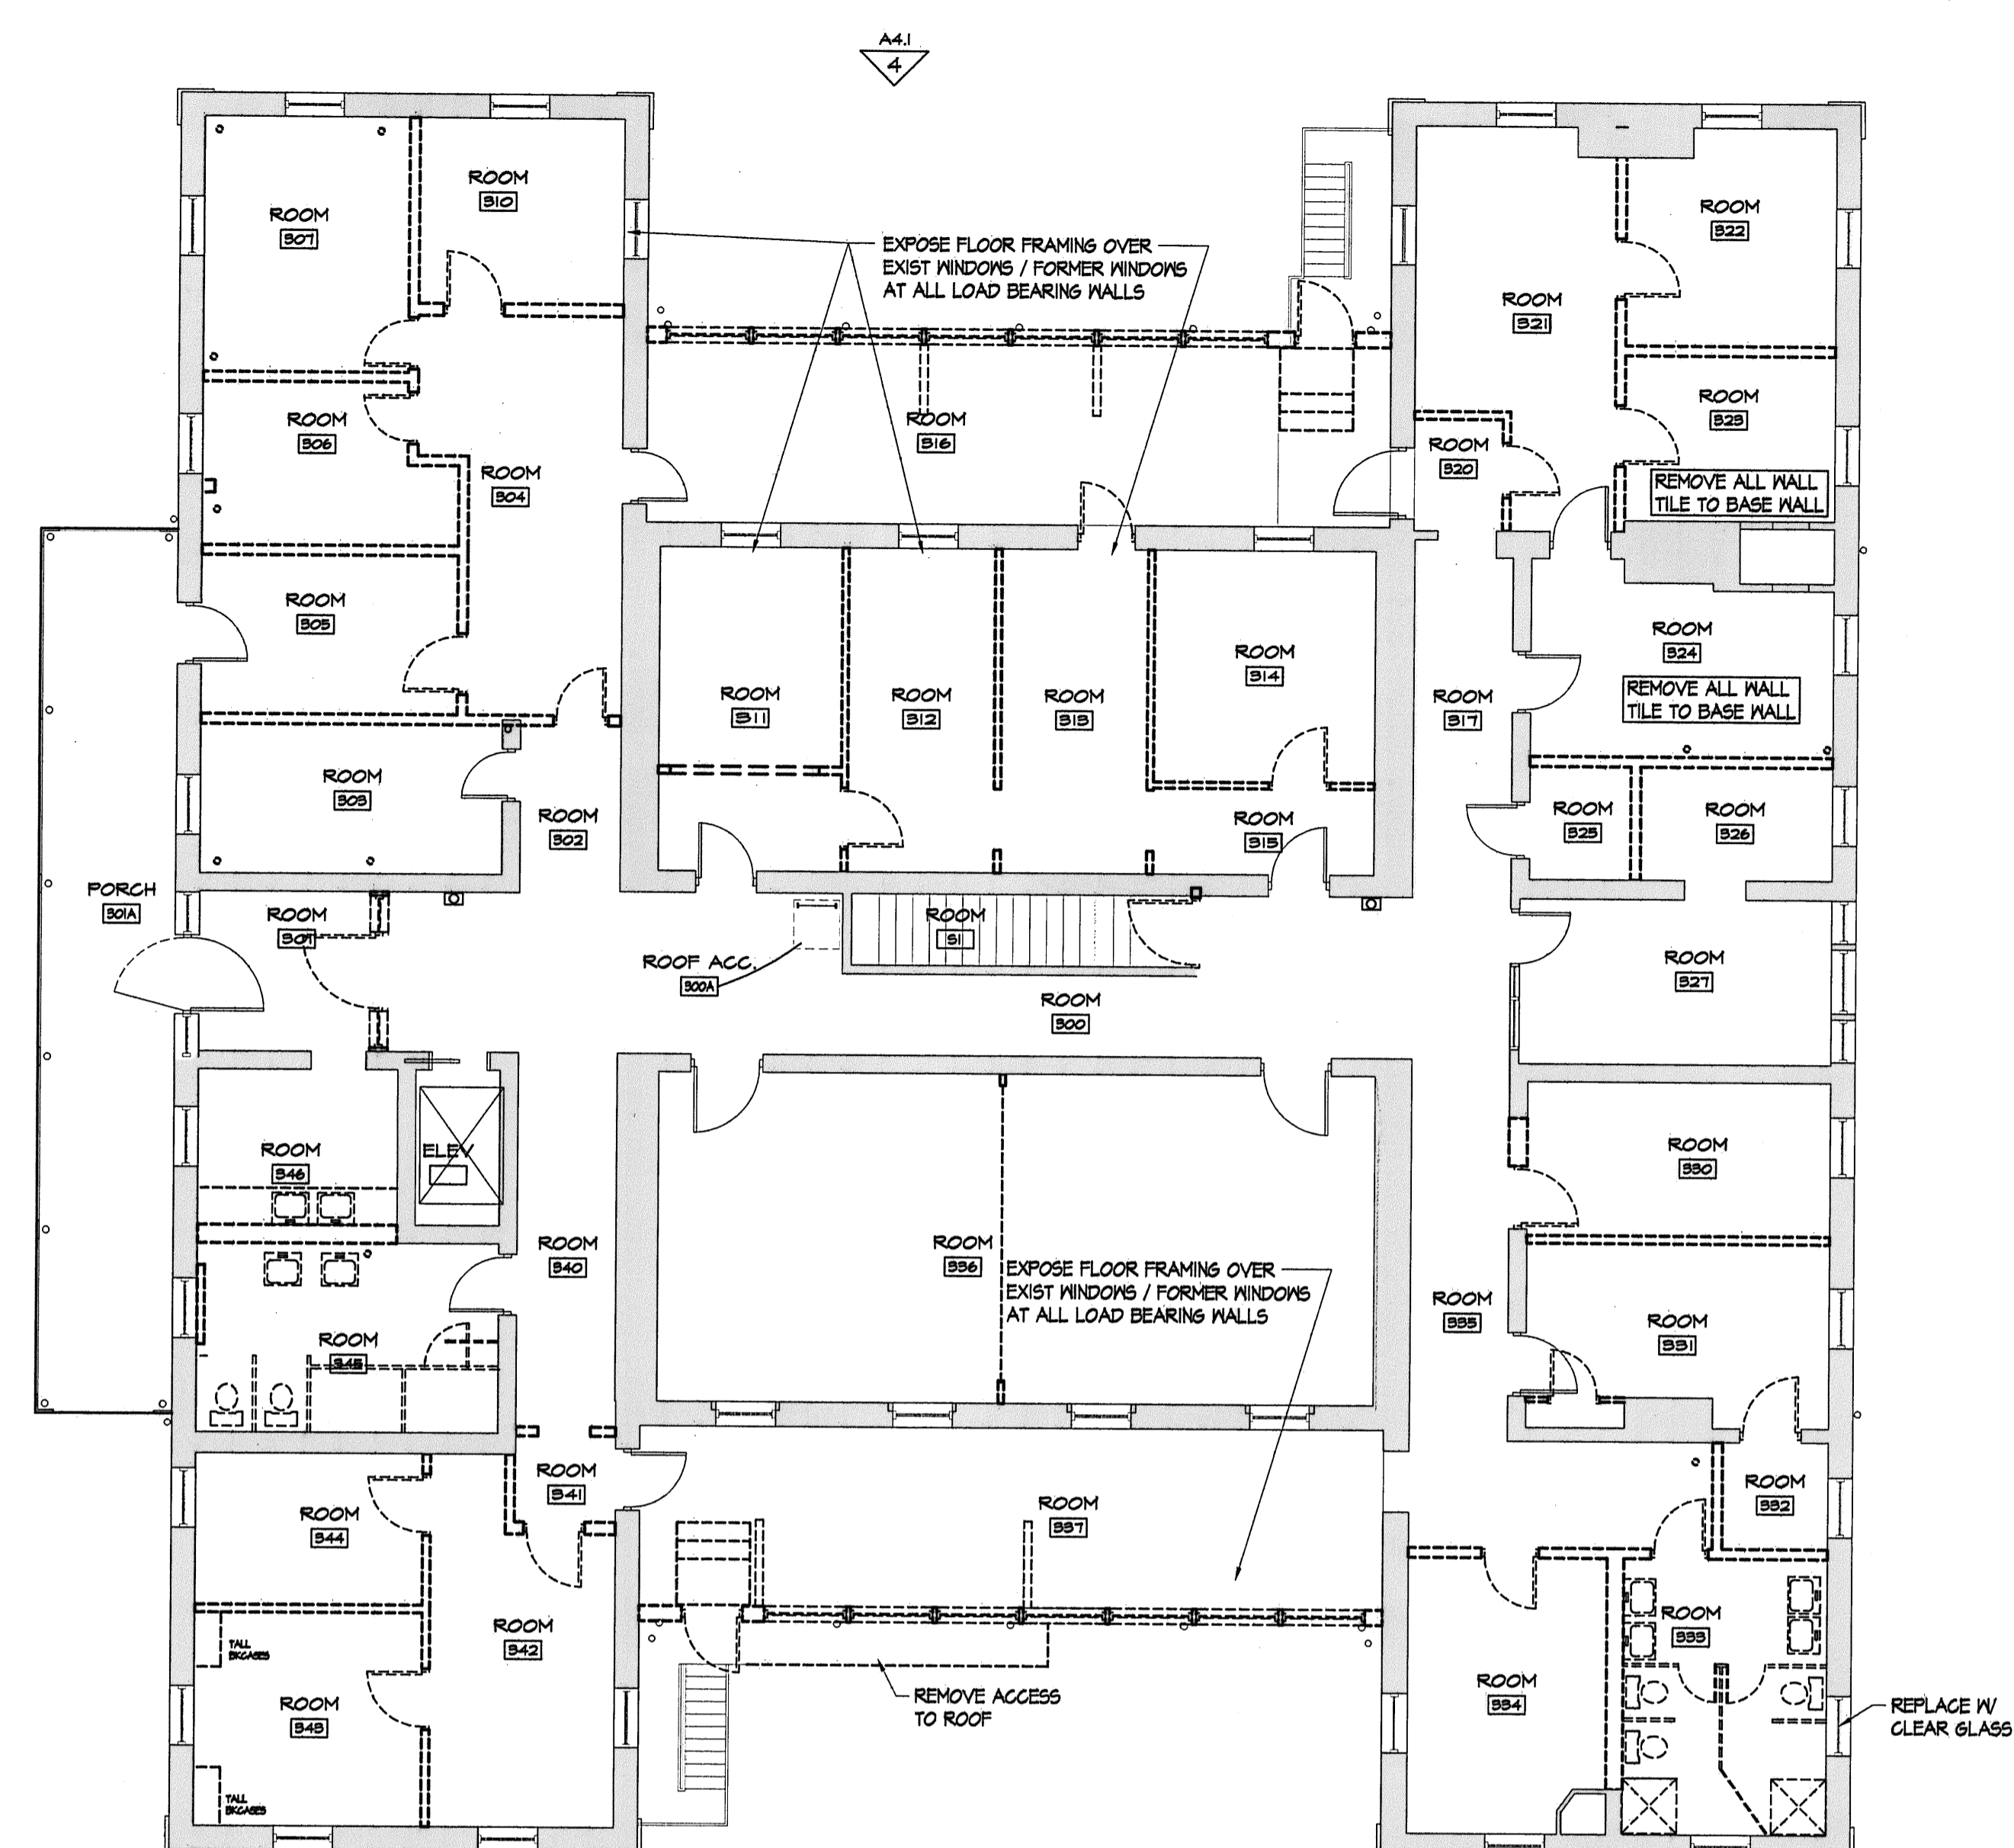 A4.1
4
ROOM
307
ROOM
310
EXPOSE FLOOR FRAMING OVER
EXIST WINDOWS / FORMER WINDOWS
AT ALL LOAD BEARING WALLS
ROOM
322
ROOM
321
ROOM
323
REMOVE ALL WALL
TILE TO BASE WALL
ROOM
306
ROOM
304
ROOM
316
ROOM
320
ROOM
305
ROOM
311
ROOM
312
ROOM
313
ROOM
314
ROOM
317
ROOM
324
REMOVE ALL WALL
TILE TO BASE WALL
ROOM
303
ROOM
302
ROOM
315
ROOM
325
ROOM
326
PORCH
301A
ROOM
301
ROOF ACC.
300A
ROOM
S1
ROOM
300
ROOM
327
ROOM
346
ELEV
ROOM
340
ROOM
336
EXPOSE FLOOR FRAMING OVER
EXIST WINDOWS / FORMER WINDOWS
AT ALL LOAD BEARING WALLS
ROOM
335
ROOM
330
ROOM
331
ROOM
345
ROOM
344
ROOM
341
ROOM
337
ROOM
332
TALL
BKCASES
ROOM
343
ROOM
342
REMOVE ACCESS
TO ROOF
ROOM
334
ROOM
333
REPLACE W/
CLEAR GLASS
TALL
BKCASES